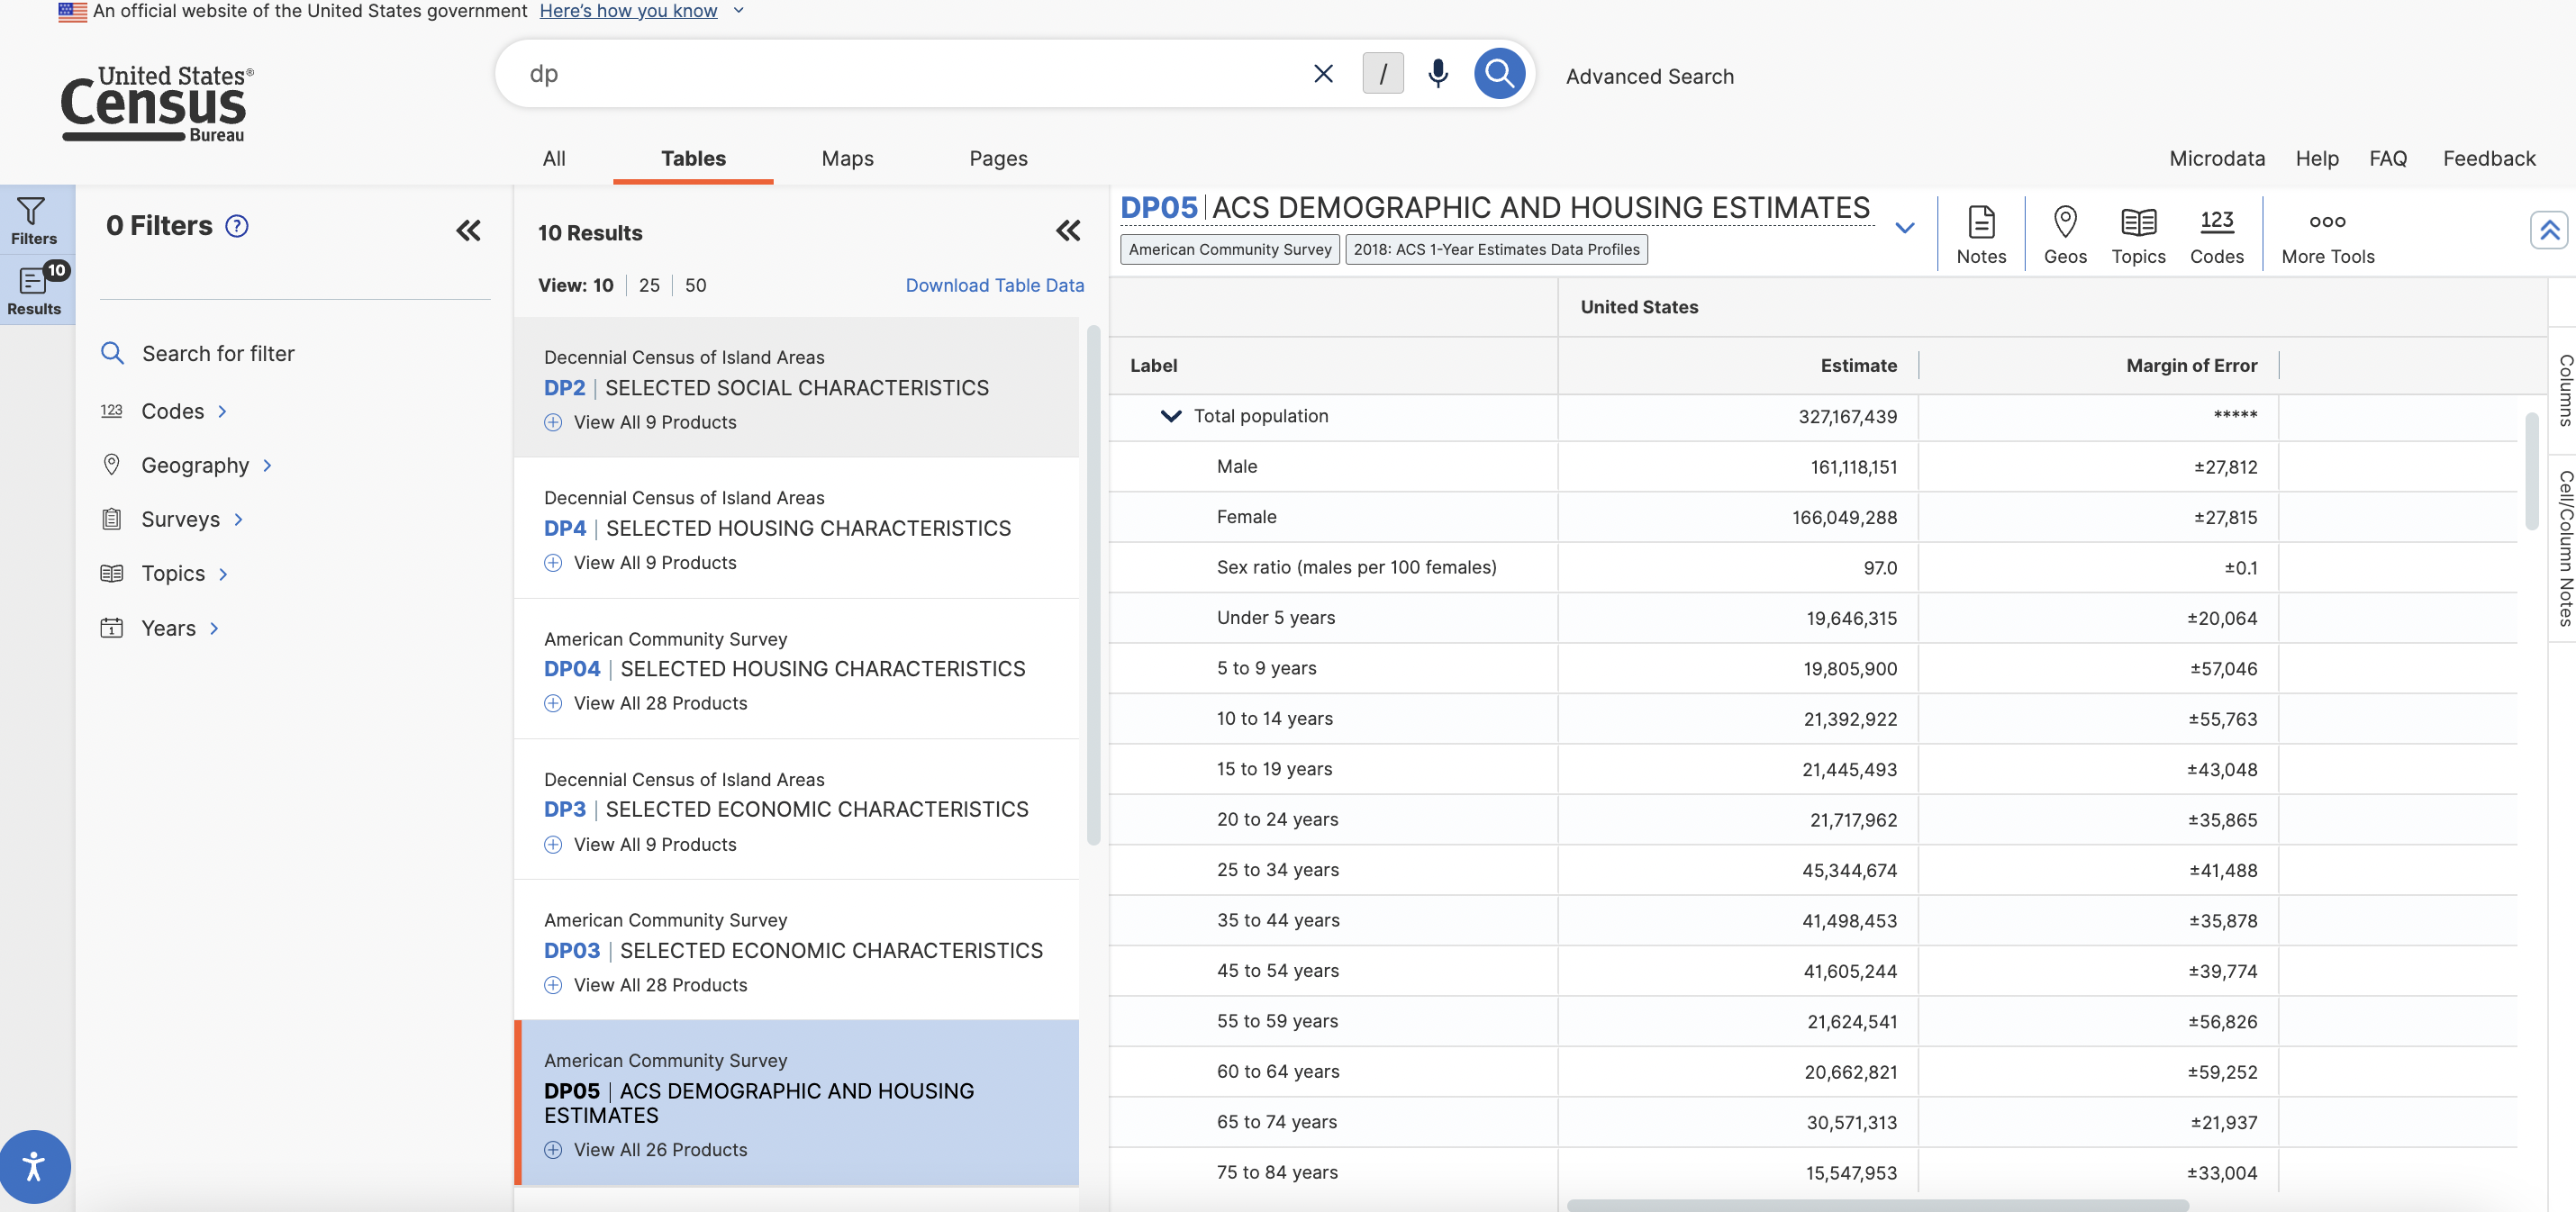 An official website of the United States government Here's how you know
United States®
Census
Bureau
dp
/
Advanced Search
All Tables Maps Pages
Microdata Help FAQ Feedback
Filters
10
Results
0 Filters ?
Search for filter
123 Codes
Geography
Surveys
Topics
1 Years
10 Results
View: 10 | 25 | 50 Download Table Data
Decennial Census of Island Areas
DP2 | SELECTED SOCIAL CHARACTERISTICS
View All 9 Products
Decennial Census of Island Areas
DP4 | SELECTED HOUSING CHARACTERISTICS
View All 9 Products
American Community Survey
DP04 | SELECTED HOUSING CHARACTERISTICS
View All 28 Products
Decennial Census of Island Areas
DP3 | SELECTED ECONOMIC CHARACTERISTICS
View All 9 Products
American Community Survey
DP03 | SELECTED ECONOMIC CHARACTERISTICS
View All 28 Products
American Community Survey
DP05 | ACS DEMOGRAPHIC AND HOUSING
ESTIMATES
View All 26 Products
DP05 | ACS DEMOGRAPHIC AND HOUSING ESTIMATES
American Community Survey 2018: ACS 1-Year Estimates Data Profiles
Notes
Geos
Topics
123
Codes
More Tools
United States
Label Estimate Margin of Error
Total population 327,167,439 *****
Male 161,118,151 ±27,812
Female 166,049,288 ±27,815
Sex ratio (males per 100 females) 97.0 ±0.1
Under 5 years 19,646,315 ±20,064
5 to 9 years 19,805,900 ±57,046
10 to 14 years 21,392,922 ±55,763
15 to 19 years 21,445,493 ±43,048
20 to 24 years 21,717,962 ±35,865
25 to 34 years 45,344,674 ±41,488
35 to 44 years 41,498,453 ±35,878
45 to 54 years 41,605,244 ±39,774
55 to 59 years 21,624,541 ±56,826
60 to 64 years 20,662,821 ±59,252
65 to 74 years 30,571,313 ±21,937
75 to 84 years 15,547,953 ±33,004
Columns
Cell/Column Notes